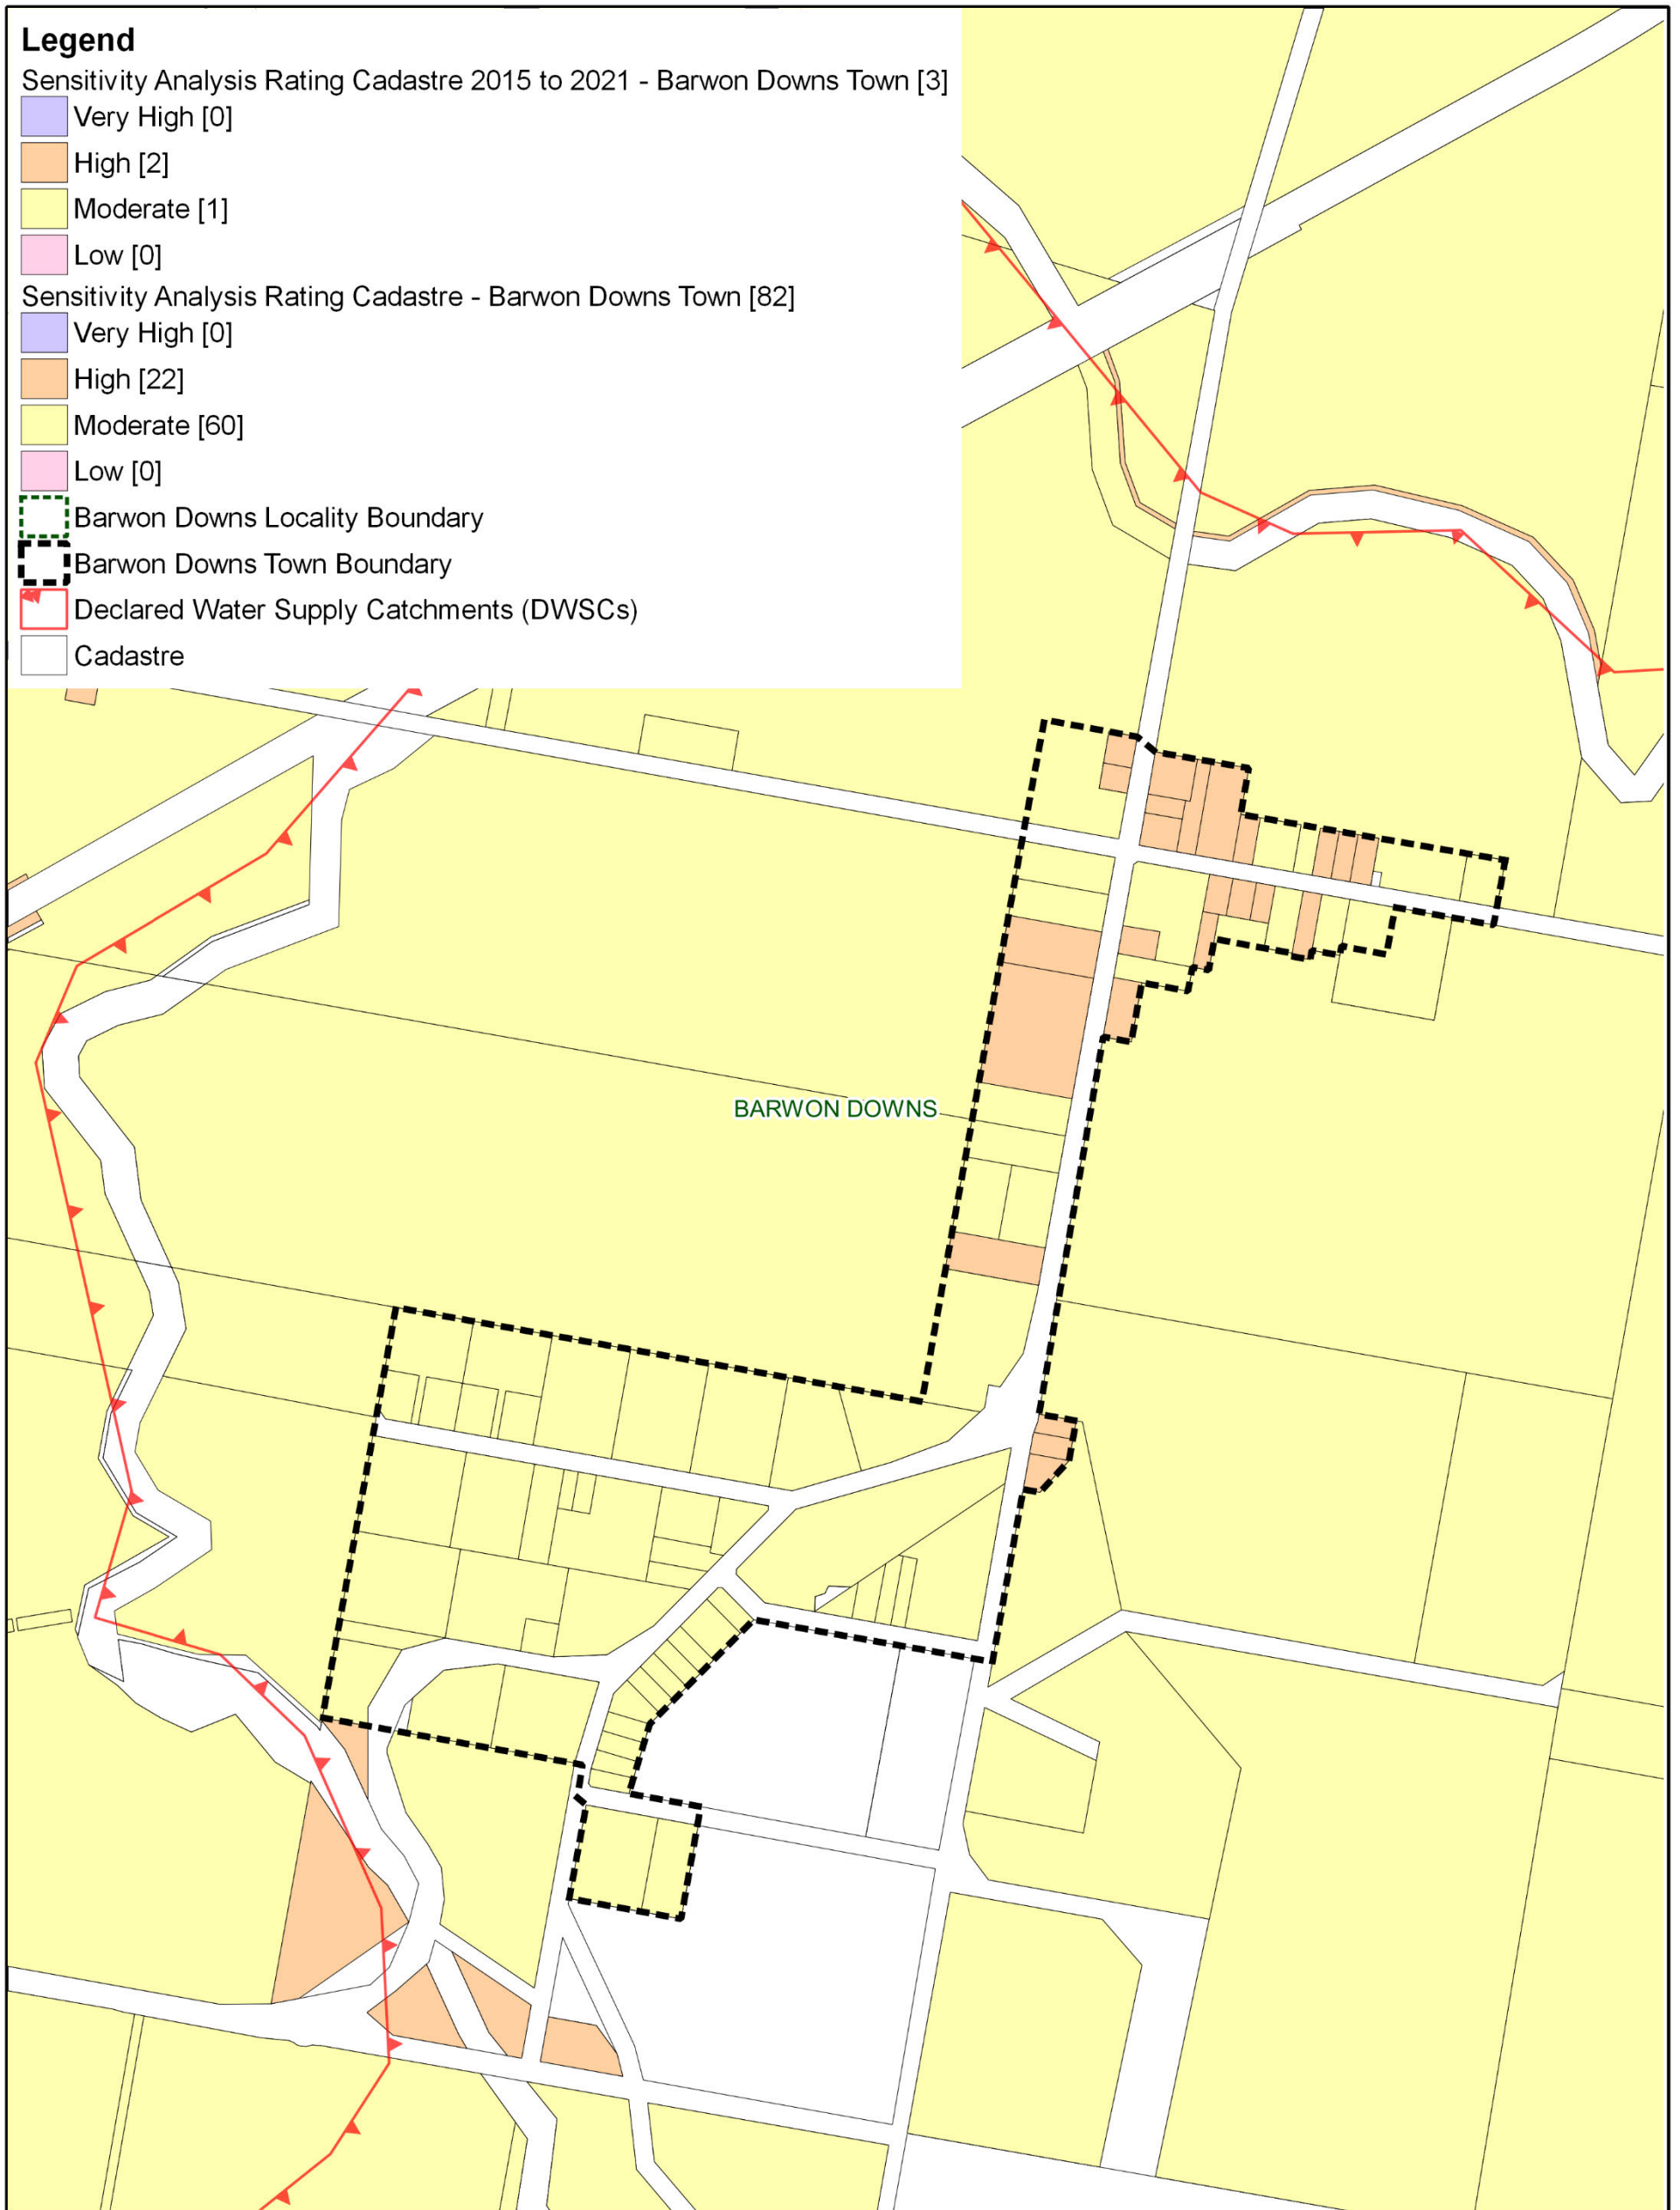 Legend
Sensitivity Analysis Rating Cadastre 2015 to 2021 - Barwon Downs Town [3]
Very High [0]
High [2]
Moderate [1]
Low [0]
Sensitivity Analysis Rating Cadastre - Barwon Downs Town [82]
Very High [0]
High [22]
Moderate [60]
Low [0]
Barwon Downs Locality Boundary
Barwon Downs Town Boundary
Declared Water Supply Catchments (DWSCs)
Cadastre
BARWON DOWNS